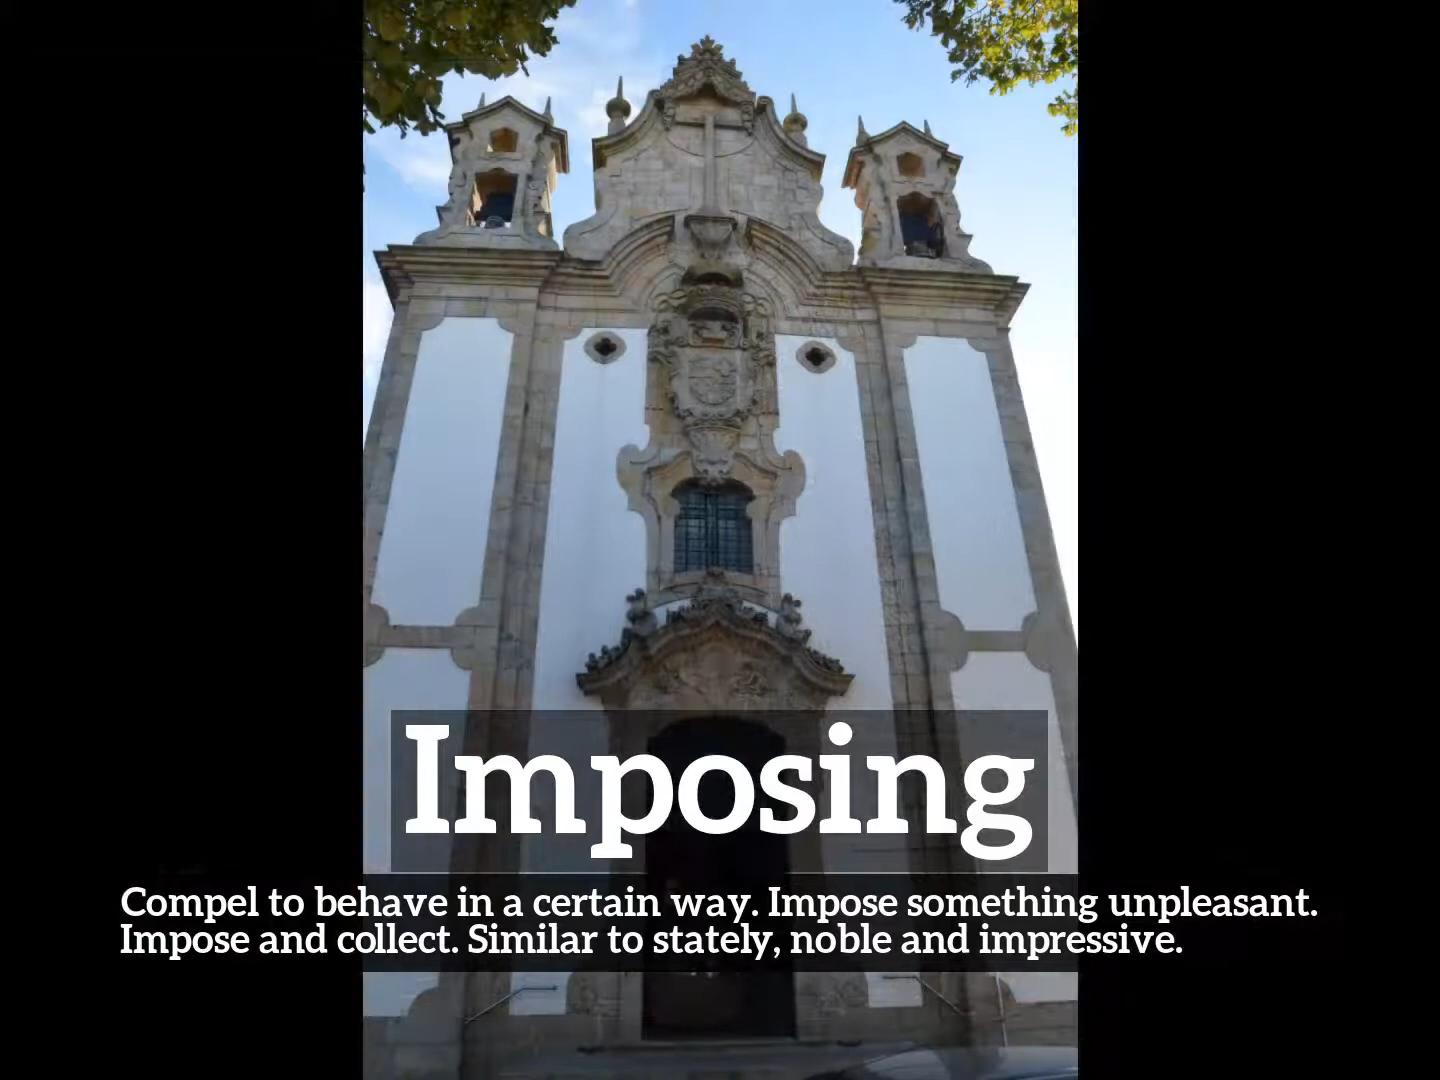 Imposing
Compel to behave in a certain way. Impose something unpleasant.
Impose and collect. Similar to stately, noble and impressive.